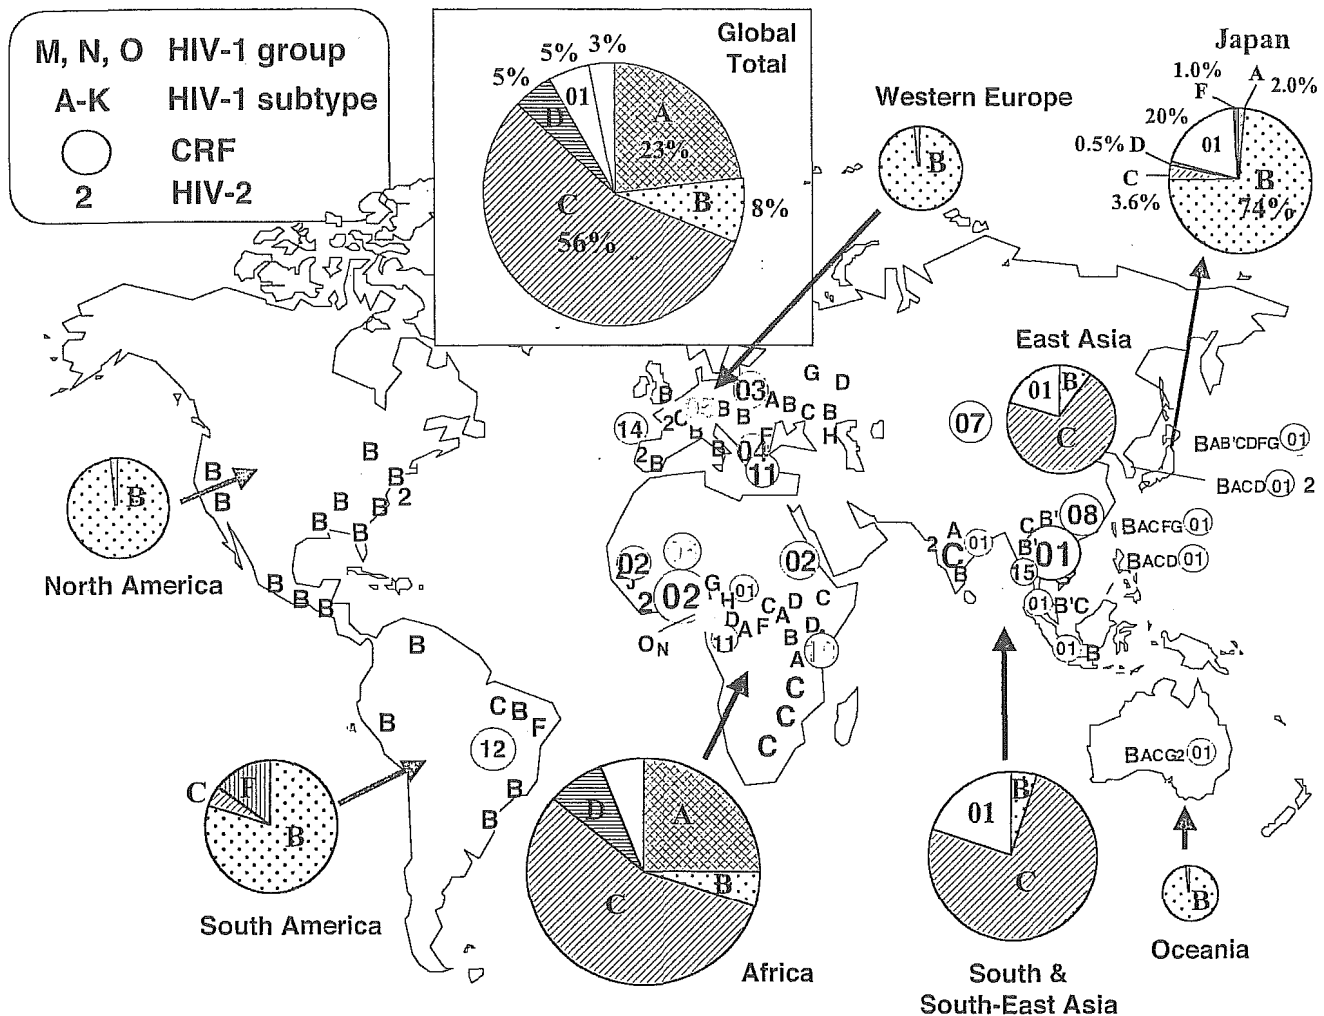 M, N, O HIV-1 group
A-K HIV-1 subtype
CRF
2 HIV-2
Global
Total
5% 5% 3%
01
D
A
23%
B
8%
C
56%
Western Europe
B
Japan
1.0% A 2.0%
F
20%
01
0.5% D
C
3.6%
B
74%
East Asia
01 B
C
07
B
North America
B
B
B
B
2
B
B
B
B
B
B
B
B
B
C B F
12
B
B
C F
B
South America
B
14
2 C
B B
03
A B C B
G D
H
F
B
B
04
11
2 B
02
02
2
02
G
H 01
O N
D
11 A F
C D C
A
B D
A
C
C
C
D A
B
C
Africa
A
2 C 01
B
C B' 08
B'
01
15
01 B'C
01 B
BAB'CDFG 01
BACD 01 2
BACFG 01
BACD 01
BACG2 01
01 B
C
South &
South-East Asia
B
Oceania